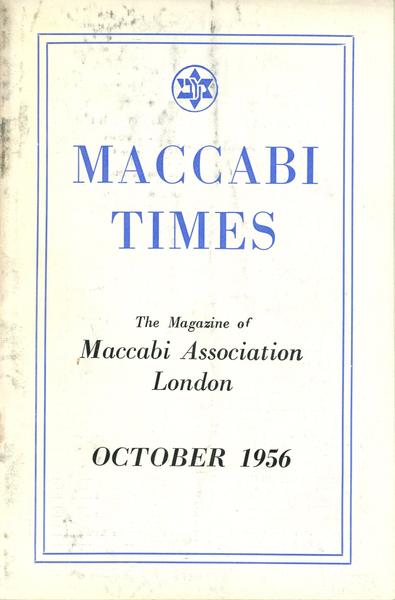 MACCABI
TIMES
The Magazine of
Maccabi Association
London
OCTOBER 1956